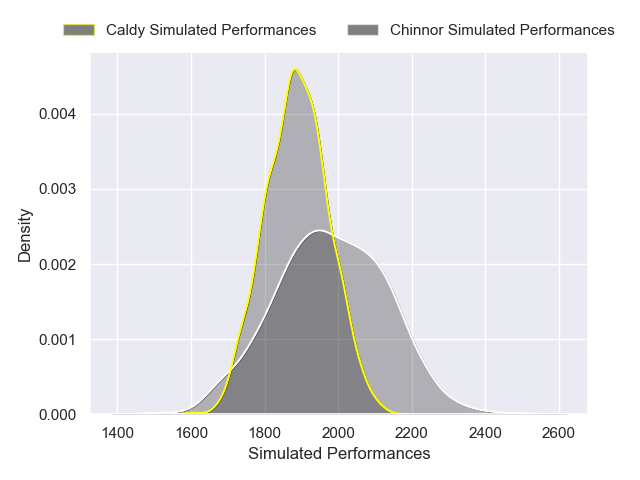 Caldy Simulated Performances Chinnor Simulated Performances
0.004
0.003
0.002
0.001
0.000
Density
1400 1600 1800 2000 2200 2400 2600
Simulated Performances